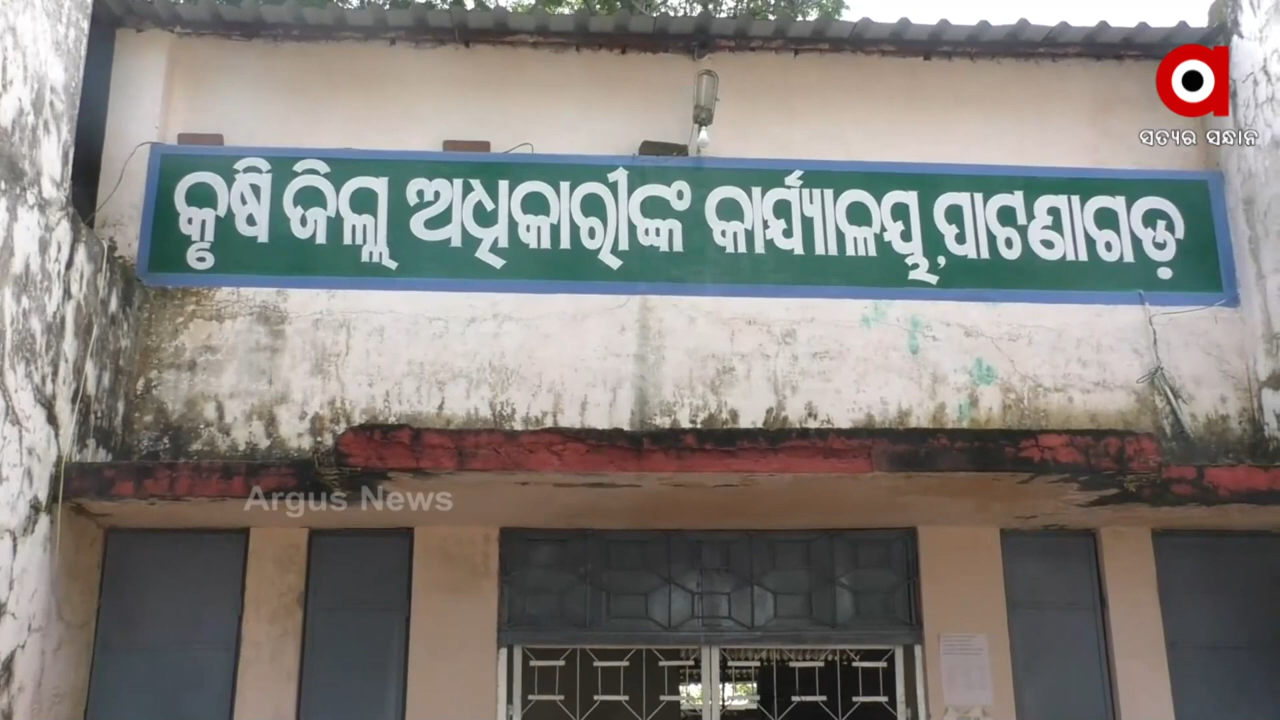 ସତ୍ୟର ସନ୍ଧାନ
କୃଷି ଜିଲ୍ଲା ଅଧିକାରୀଙ୍କ କାର୍ଯ୍ୟାଳୟ, ପାଟଣାଗଡ଼
Argus News